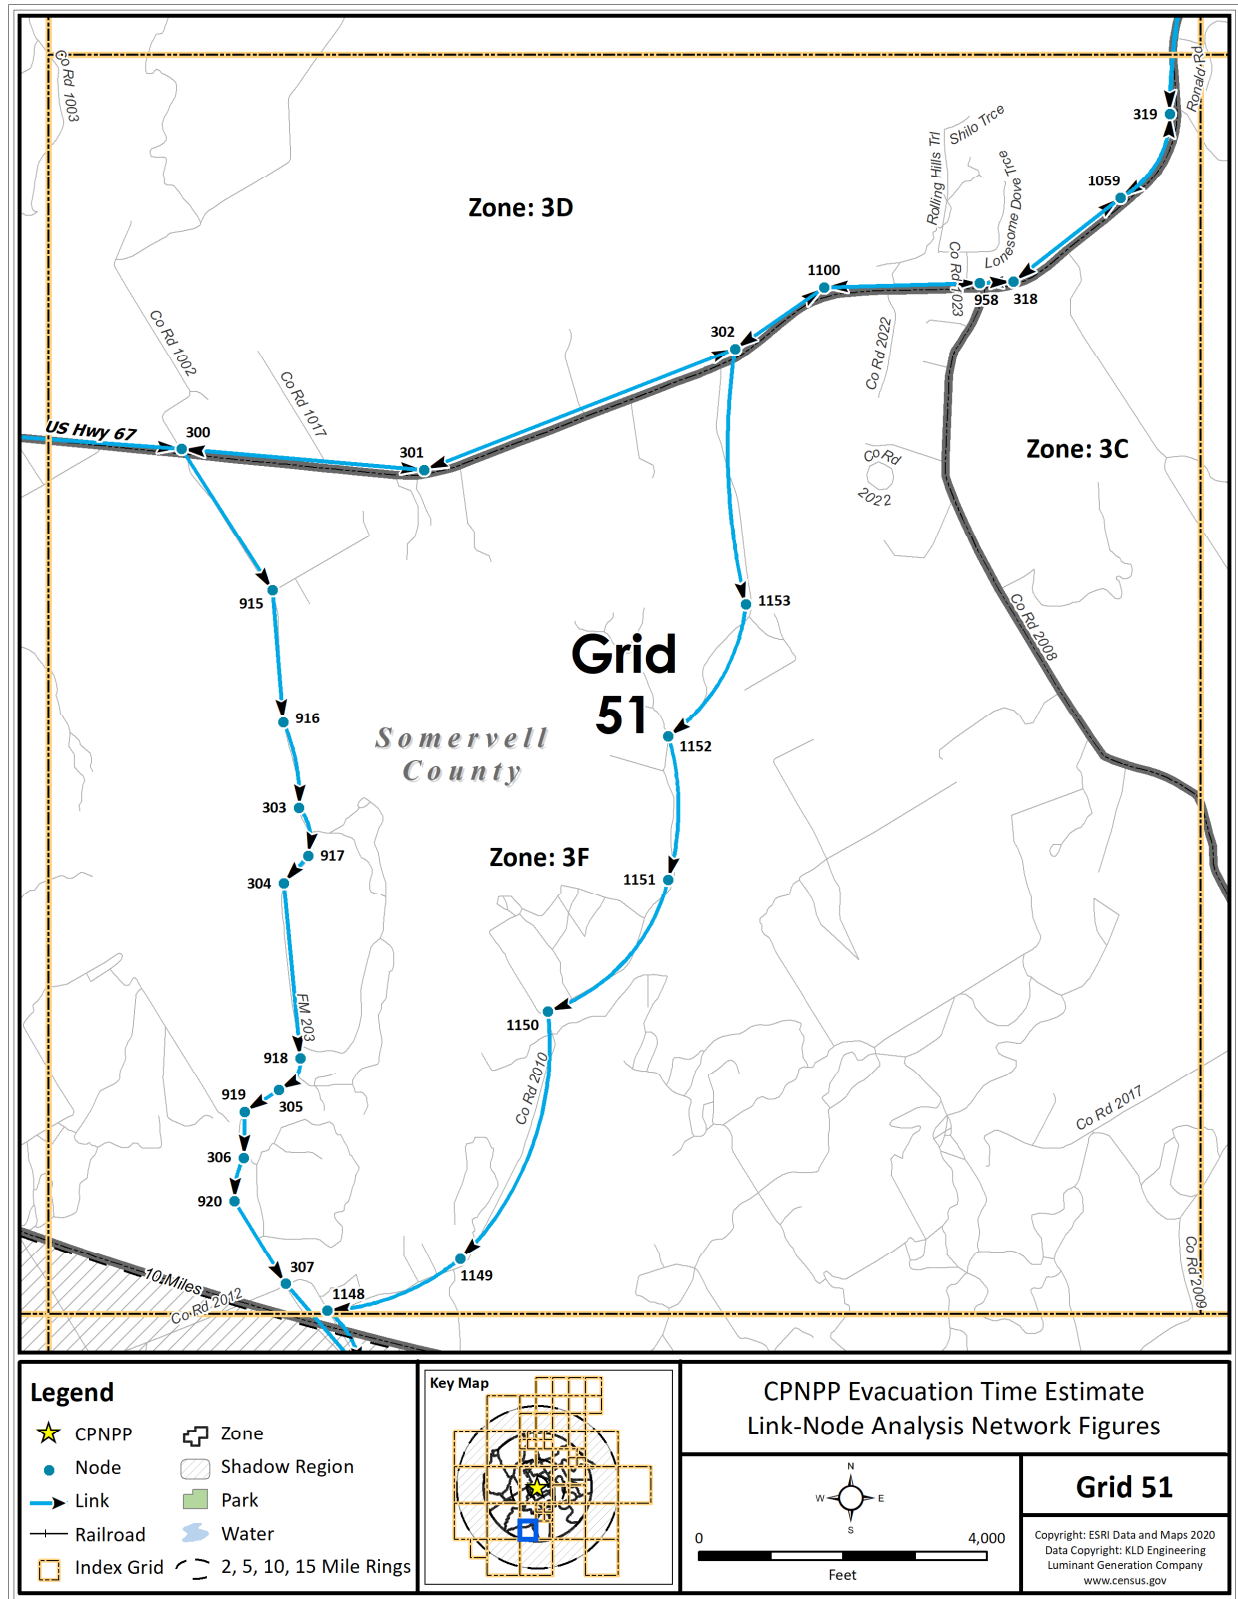 Co Rd 1003
Ronald Rd
319
Shilo Trce
Rolling Hills Trl
Lonesome Dove Trce
1059
Zone: 3D
Co Rd 1023
1100
958
318
302
Co Rd 2022
Co Rd 1002
Co Rd 1017
US Hwy 67
300
301
Zone: 3C
Co Rd
2022
915
1153
Co Rd 2008
Grid
51
916
Somervell
County
1152
303
917
Zone: 3F
304
1151
FM 203
1150
918
Co Rd 2010
919
305
Co Rd 2017
306
920
307
1149
Co Rd 2009
10 Miles
Co Rd 2012
1148
Legend
CPNPP
Zone
Node
Shadow Region
Link
Park
Railroad
Water
Index Grid
2, 5, 10, 15 Mile Rings
Key Map
CPNPP Evacuation Time Estimate
Link-Node Analysis Network Figures
N
W E
S
0 4,000
Feet
Grid 51
Copyright: ESRI Data and Maps 2020
Data Copyright: KLD Engineering
Luminant Generation Company
www.census.gov